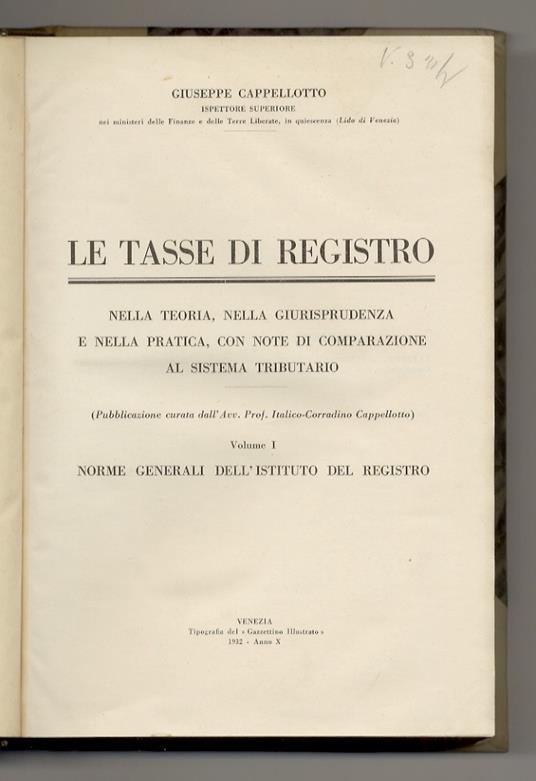 GIUSEPPE CAPPELLOTTO
ISPETTORE SUPERIORE
nei ministeri delle Finanze e delle Terre Liberate, in quiescenza (Lido di Venezia)
LE TASSE DI REGISTRO
NELLA TEORIA, NELLA GIURISPRUDENZA
E NELLA PRATICA, CON NOTE DI COMPARAZIONE
AL SISTEMA TRIBUTARIO
(Pubblicazione curata dall'Avv. Prof. Italico-Corradino Cappellotto)
Volume I
NORME GENERALI DELL'ISTITUTO DEL REGISTRO
VENEZIA
Tipografia del « Gazzettino Illustrato »
1932 - Anno X